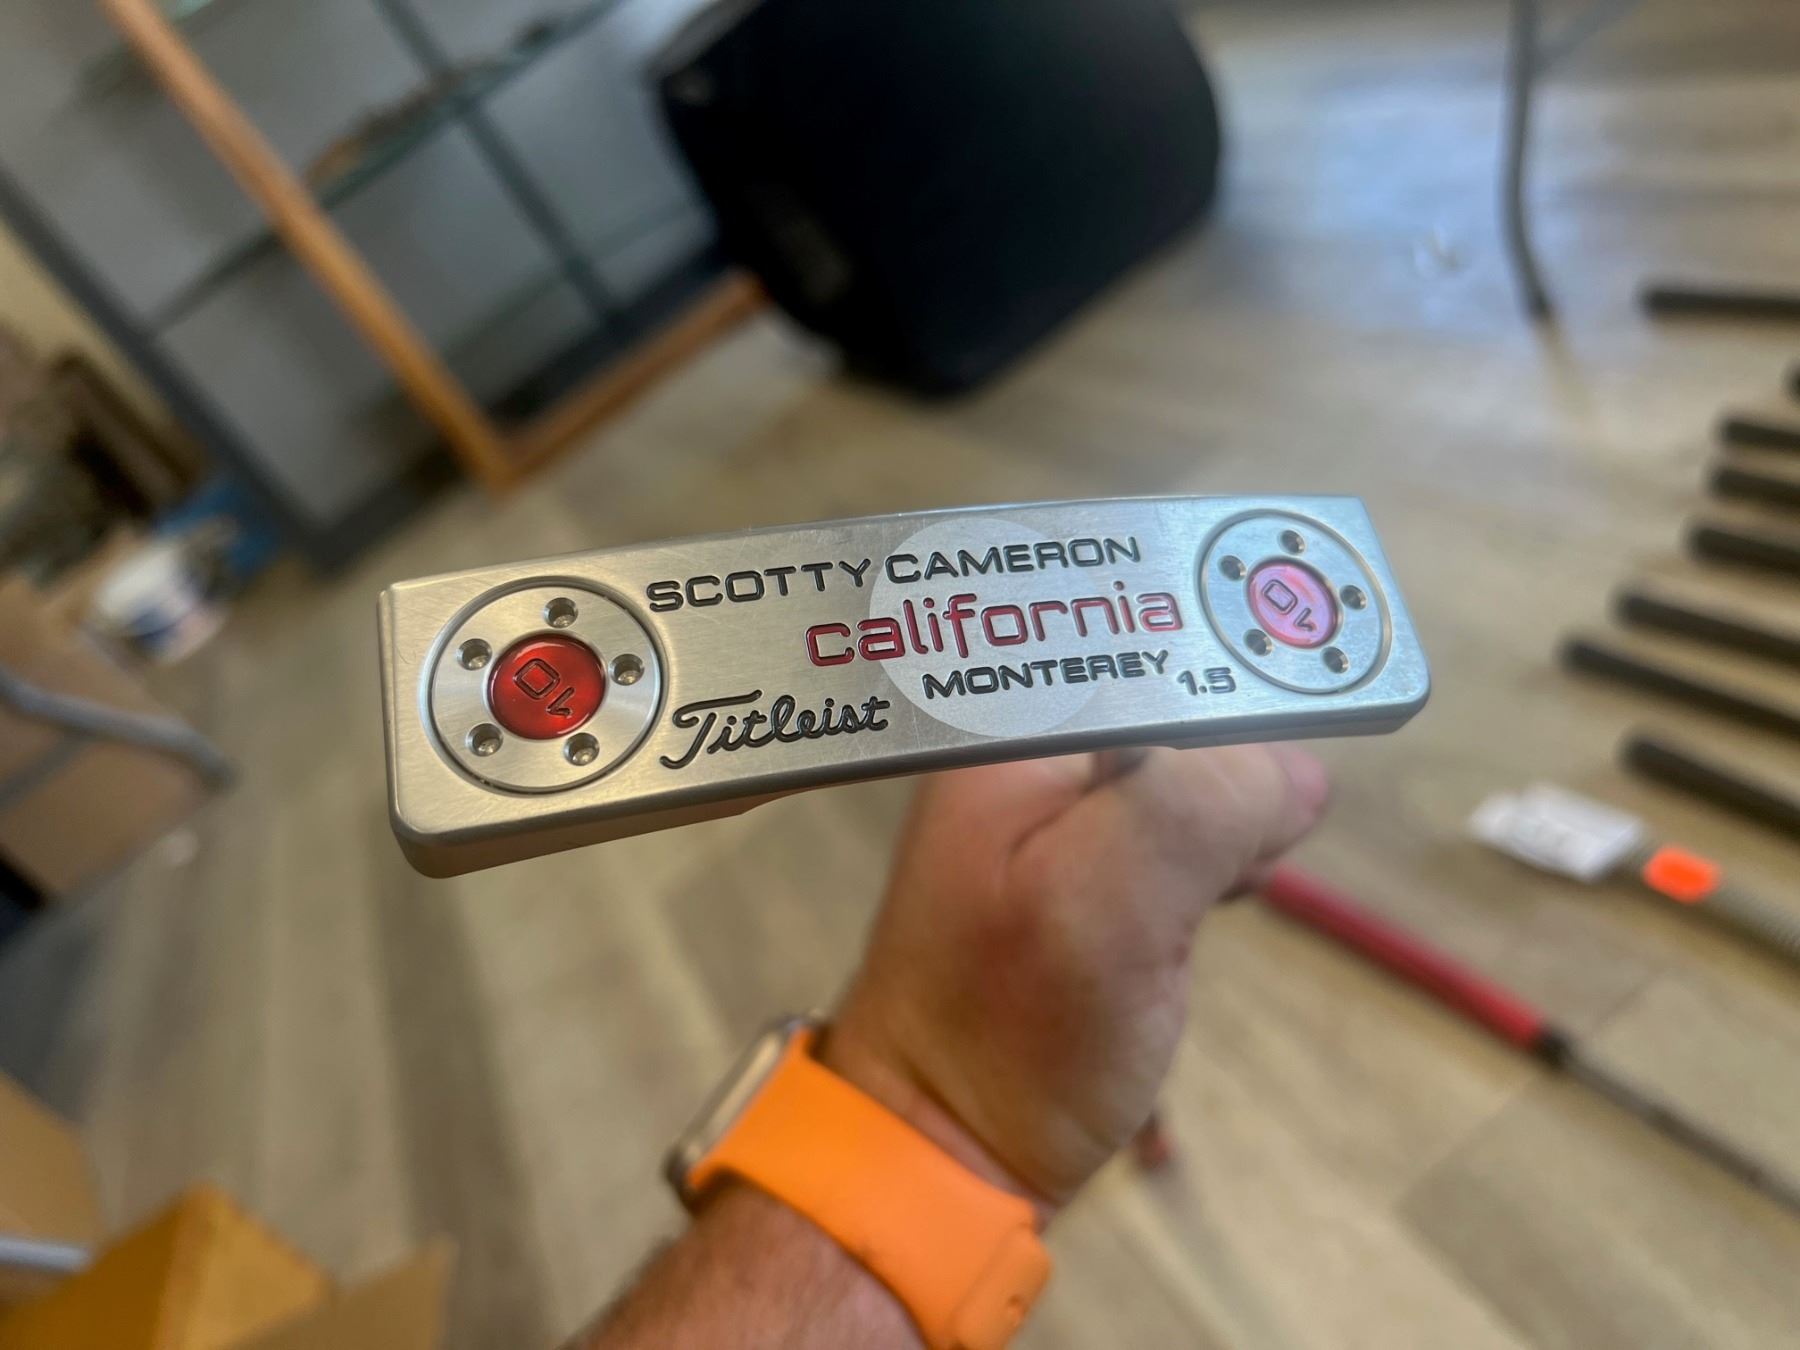 SCOTTY CAMERON
california
MONTEREY 1.5
Titleist
10
10